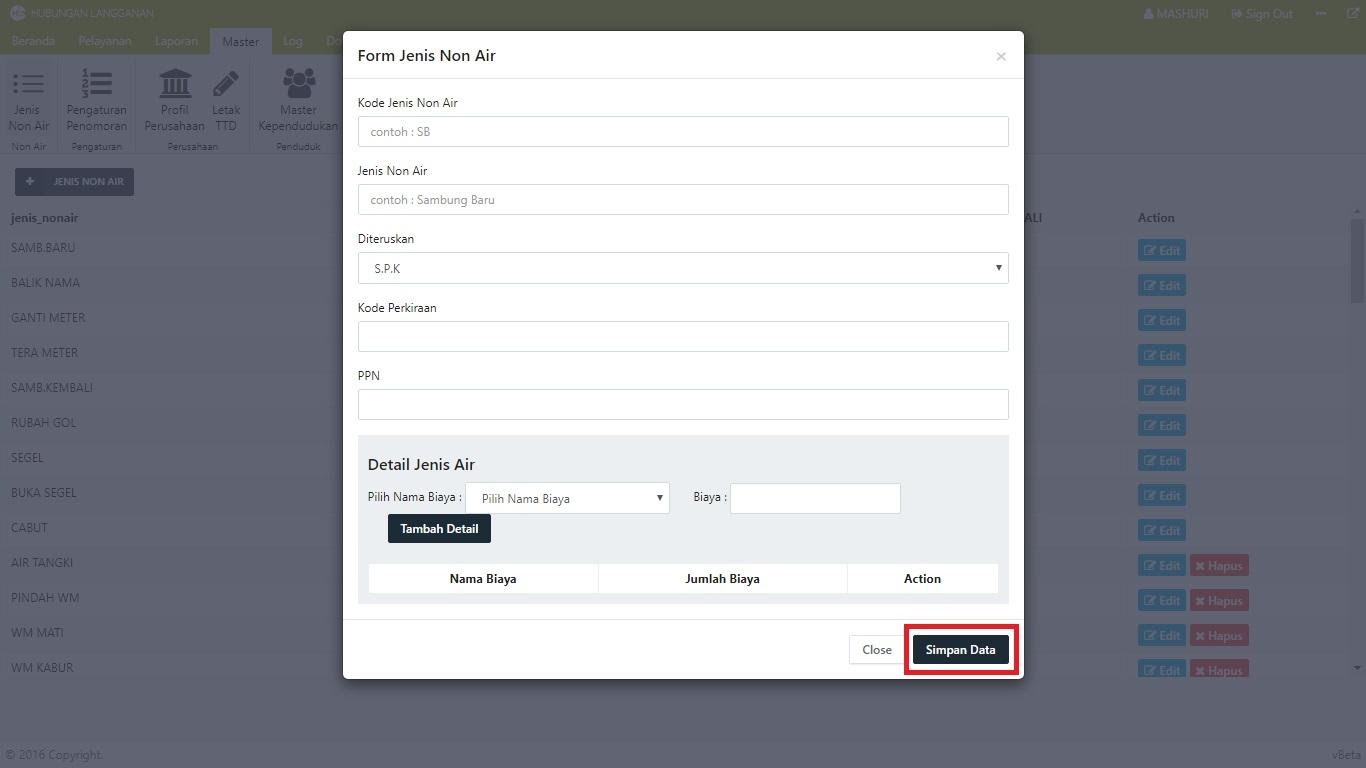 HUBUNGAN LANGGANAN
MASHURI Sign Out
Beranda Pelayanan Laporan Master Log
Jenis Non Air
Pengaturan Penomoran
Profil Perusahaan
Letak TTD
Master Kependudukan
Non Air Pengaturan Perusahaan Penduduk
JENIS NON AIR
jenis_nonair Action
SAMB.BARU Edit
BALIK NAMA Edit
GANTI METER Edit
TERA METER Edit
SAMB.KEMBALI Edit
RUBAH GOL Edit
SEGEL Edit
BUKA SEGEL Edit
CABUT Edit
AIR TANGKI Edit Hapus
PINDAH WM Edit Hapus
WM MATI Edit Hapus
WM KABUR Edit Hapus
Form Jenis Non Air ×
Kode Jenis Non Air
contoh : SB
Jenis Non Air
contoh : Sambung Baru
Diteruskan
S.P.K
Kode Perkiraan
PPN
Detail Jenis Air
Pilih Nama Biaya : Pilih Nama Biaya Biaya :
Tambah Detail
Nama Biaya Jumlah Biaya Action
Close Simpan Data
© 2016 Copyright. vBeta